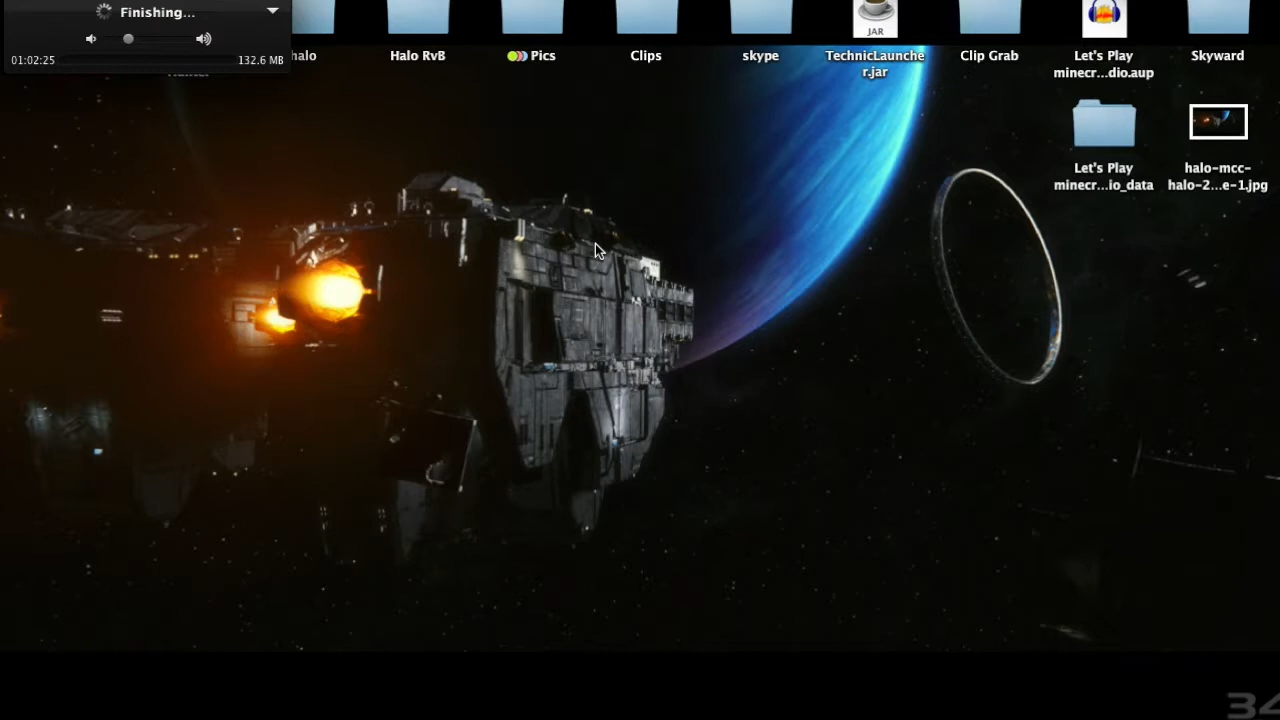 Finishing...
01:02:25
132.6 MB
halo
Halo RvB
Pics
Clips
skype
JAR
TechnicLaunche
r.jar
Clip Grab
Let's Play
minecr...dio.aup
Skyward
Let's Play
minecr...io_data
halo-mcc-
halo-2...e-1.jpg
34